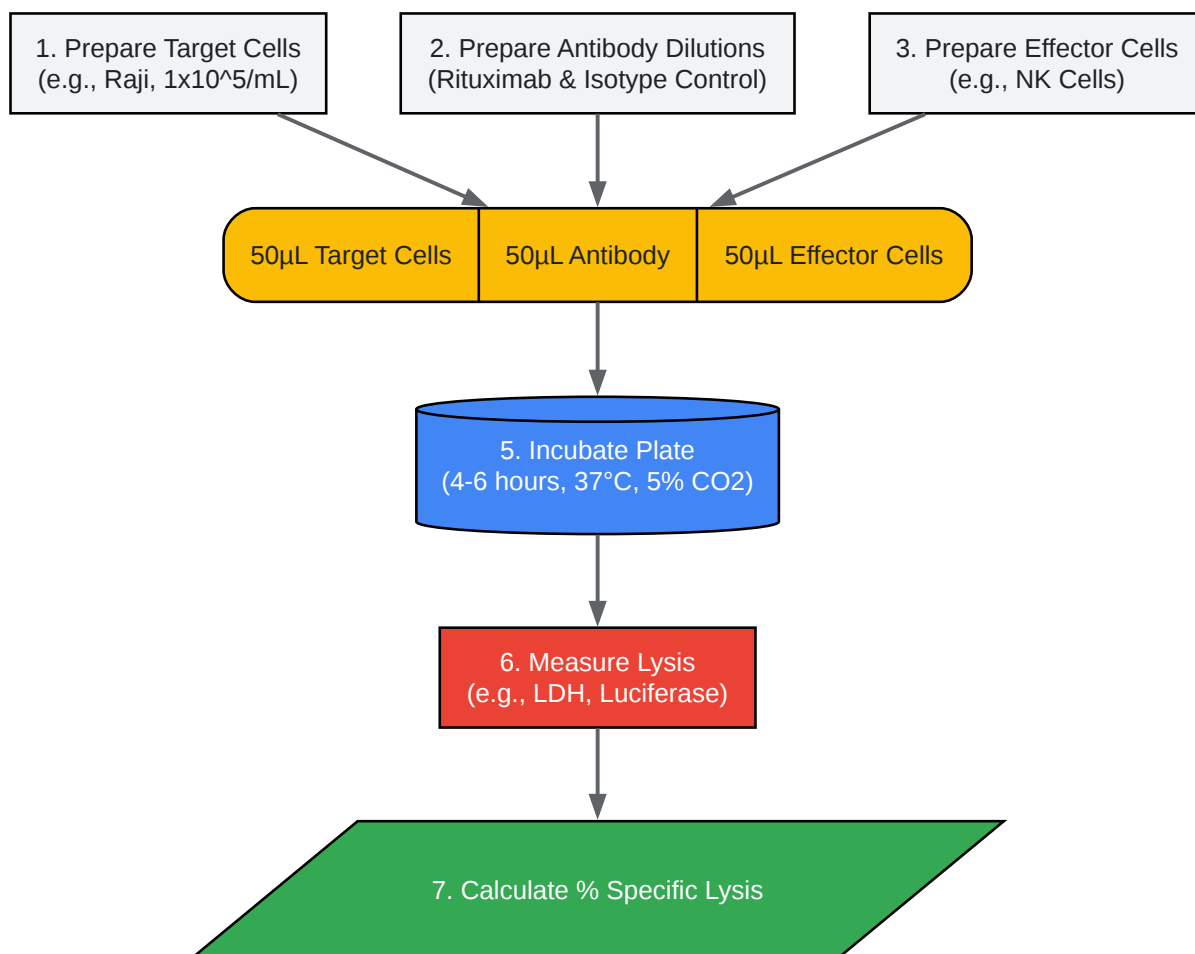 1. Prepare Target Cells
(e.g., Raji, 1x10^5/mL)
2. Prepare Antibody Dilutions
(Rituximab & Isotype Control)
3. Prepare Effector Cells
(e.g., NK Cells)
50µL Target Cells
50µL Antibody
50µL Effector Cells
5. Incubate Plate
(4-6 hours, 37°C, 5% CO2)
6. Measure Lysis
(e.g., LDH, Luciferase)
7. Calculate % Specific Lysis